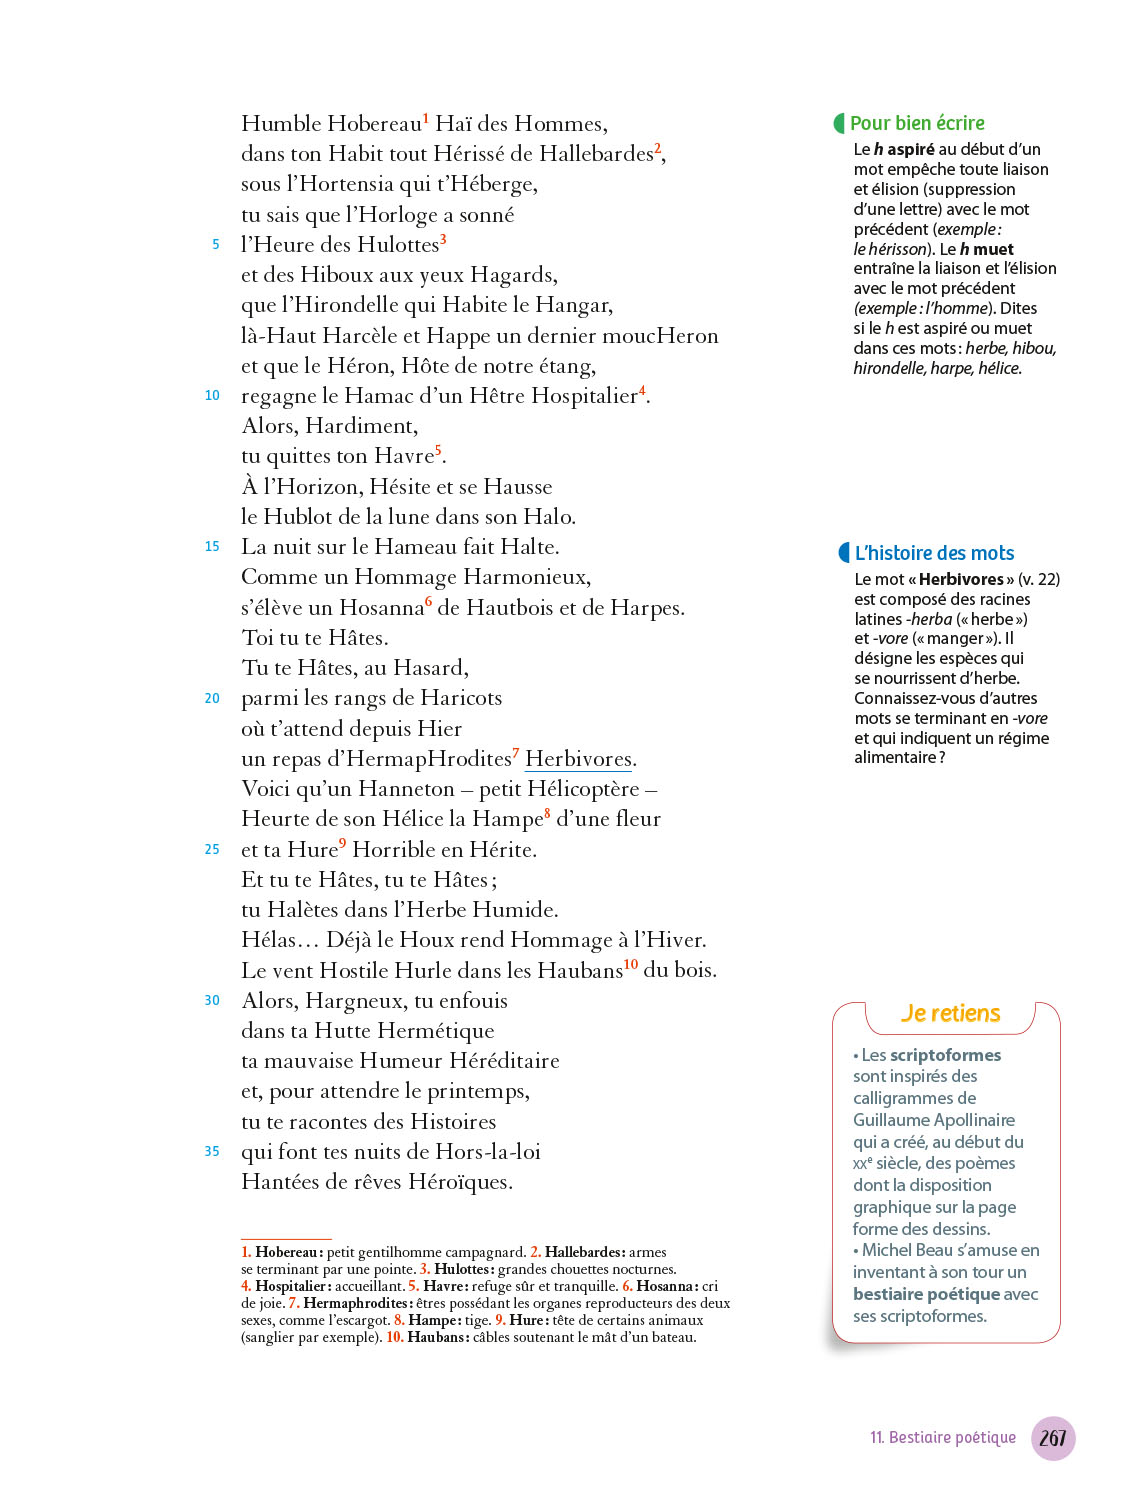 Humble Hobereau1 Haï des Hommes,
dans ton Habit tout Hérissé de Hallebardes2,
sous l’Hortensia qui t’Héberge,
tu sais que l’Horloge a sonné
5 l’Heure des Hulottes3
et des Hiboux aux yeux Hagards,
que l’Hirondelle qui Habite le Hangar,
là-Haut Harcèle et Happe un dernier moucHeron
et que le Héron, Hôte de notre étang,
10 regagne le Hamac d’un Hêtre Hospitalier4.
Alors, Hardiment,
tu quittes ton Havre5.
À l’Horizon, Hésite et se Hausse
le Hublot de la lune dans son Halo.
15 La nuit sur le Hameau fait Halte.
Comme un Hommage Harmonieux,
s’élève un Hosanna6 de Hautbois et de Harpes.
Toi tu te Hâtes.
Tu te Hâtes, au Hasard,
20 parmi les rangs de Haricots
où t’attend depuis Hier
un repas d’HermapHrodites7 Herbivores.
Voici qu’un Hanneton – petit Hélicoptère –
Heurte de son Hélice la Hampe8 d’une fleur
25 et ta Hure9 Horrible en Hérite.
Et tu te Hâtes, tu te Hâtes ;
tu Halètes dans l’Herbe Humide.
Hélas… Déjà le Houx rend Hommage à l’Hiver.
Le vent Hostile Hurle dans les Haubans10 du bois.
30 Alors, Hargneux, tu enfouis
dans ta Hutte Hermétique
ta mauvaise Humeur Héréditaire
et, pour attendre le printemps,
tu te racontes des Histoires
35 qui font tes nuits de Hors-la-loi
Hantées de rêves Héroïques.
1. Hobereau : petit gentilhomme campagnard. 2. Hallebardes : armes
se terminant par une pointe. 3. Hulottes : grandes chouettes nocturnes.
4. Hospitalier : accueillant. 5. Havre : refuge sûr et tranquille. 6. Hosanna : cri
de joie. 7. Hermaphrodites : êtres possédant les organes reproducteurs des deux
sexes, comme l’escargot. 8. Hampe : tige. 9. Hure : tête de certains animaux
(sanglier par exemple). 10. Haubans : câbles soutenant le mât d’un bateau.
Pour bien écrire
Le h aspiré au début d’un
mot empêche toute liaison
et élision (suppression
d’une lettre) avec le mot
précédent (exemple :
le hérisson). Le h muet
entraîne la liaison et l’élision
avec le mot précédent
(exemple : l’homme). Dites
si le h est aspiré ou muet
dans ces mots : herbe, hibou,
hirondelle, harpe, hélice.
L’histoire des mots
Le mot « Herbivores » (v. 22)
est composé des racines
latines -herba (« herbe »)
et -vore (« manger »). Il
désigne les espèces qui
se nourrissent d’herbe.
Connaissez-vous d’autres
mots se terminant en -vore
et qui indiquent un régime
alimentaire ?
Je retiens
• Les scriptoformes
sont inspirés des
calligrammes de
Guillaume Apollinaire
qui a créé, au début du
XXe siècle, des poèmes
dont la disposition
graphique sur la page
forme des dessins.
• Michel Beau s’amuse en
inventant à son tour un
bestiaire poétique avec
ses scriptoformes.
11. Bestiaire poétique 267